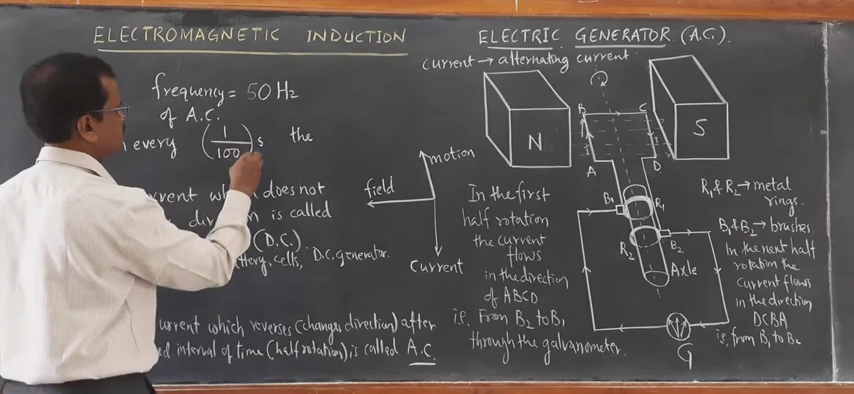 ELECTROMAGNETIC INDUCTION
frequency = 50 Hz
of A.C.
every (1/100) s the
current which does not
direction is called
(D.C.)
battery, cells, D.C. generator.
current which reverses (changes direction) after
interval of time (half rotation), is called A.C.
field
motion
current
ELECTRIC GENERATOR (A.C.).
current → alternating current
N
S
B
C
A
D
I
B1
R1
R2
B2
Axle
G
In the first
half rotation
the current
flows
in the direction
of ABCD
i.e. From B2 to B1
through the galvanometer.
R1 & R2 → metal
rings.
B1 & B2 → brushes.
In the next half
rotation the
current flows
in the direction
DCBA
i.e. from B1 to B2